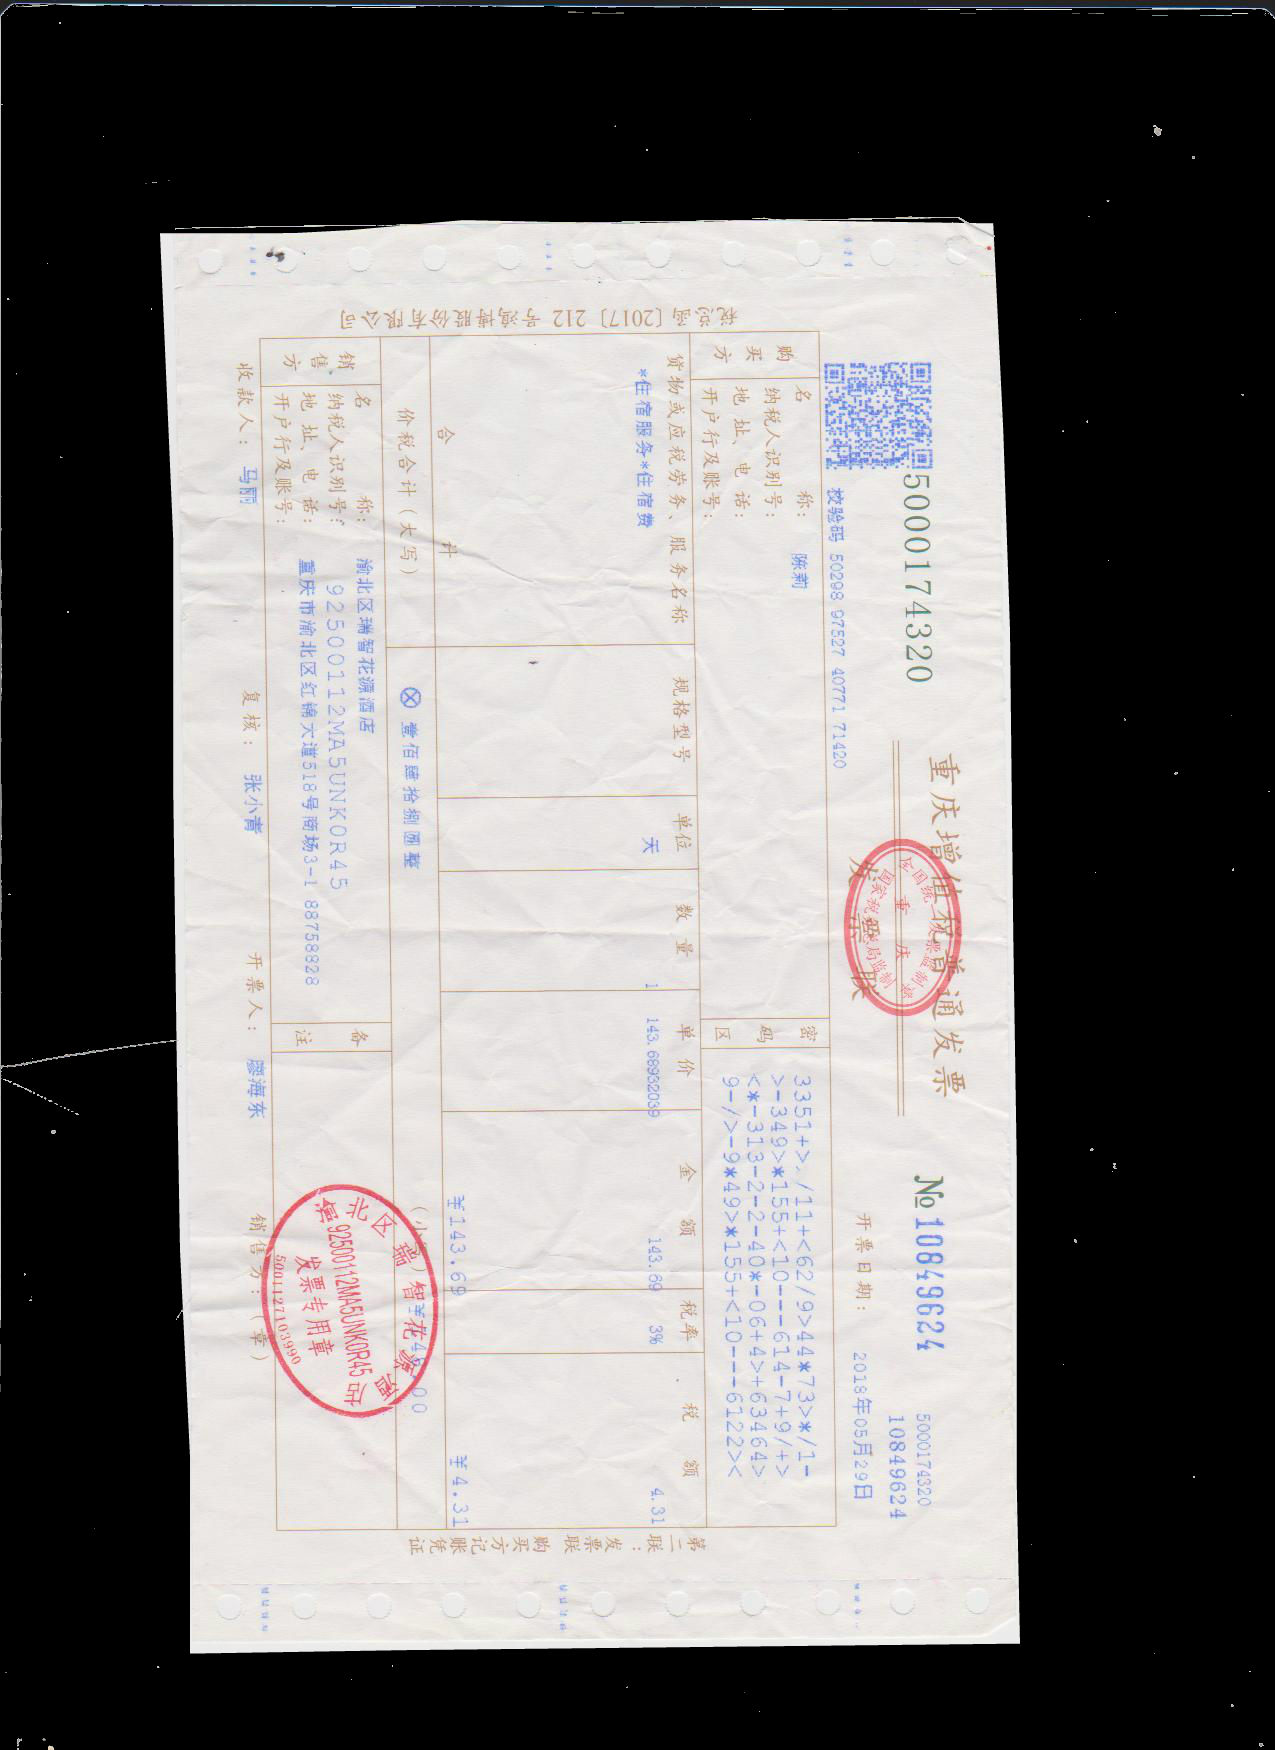 5000174320
重庆增值税普通发票
发票联
№ 10849624
5000174320
10849624
校验码 50298 97527 40771 71420
开票日期: 2018年05月29日
购买方
名 称: 陈莉
纳税人识别号:
地址、电话:
开户行及账号:
密码区
3351+>./11+<62/9>44*73>*/1-
>-349>*155+<10---614-7+9/+>
<*-313-2-2-40*-06+4>+63464>
9-/>-9*49>*155+<10---6122><
货物或应税劳务、服务名称 规格型号 单位 数量 单价 金额 税率 税额
*住宿服务*住宿费 天 1 143.68932039 143.69 3% 4.31
合计 ¥143.69 ¥4.31
价税合计(大写) ⊗壹佰肆拾捌圆整 (小写)
销售方
名 称: 渝北区瑞智花源酒店
纳税人识别号: 92500112MA5UNK0R45
地址、电话: 重庆市渝北区红锦大道518号商场3-1 88758828
开户行及账号:
备注
收款人: 马丽 复核: 张小青 开票人: 廖海东 销售方:(章)
税总函〔2017〕212号鸿博股份有限公司
第二联:发票联 购买方记账凭证
全国统一发票监制章
重庆
国家税务总局监制
渝北区瑞智花源酒店
92500112MA5UNK0R45
发票专用章
5001127103990